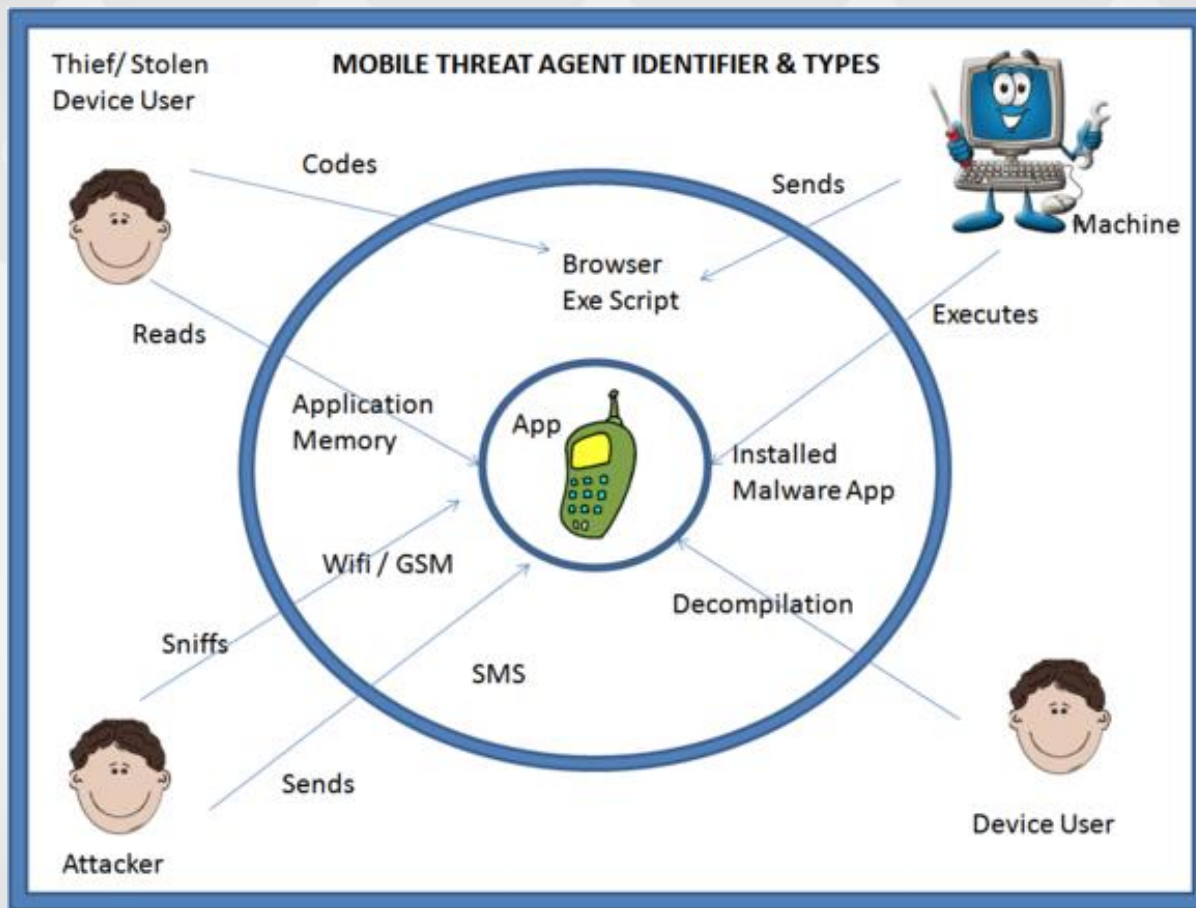 MOBILE THREAT AGENT IDENTIFIER & TYPES
Thief/ Stolen
Device User
Codes
Sends
Machine
Browser
Exe Script
Executes
Reads
Application
Memory
App
Installed
Malware App
Wifi / GSM
Decompilation
Sniffs
SMS
Sends
Device User
Attacker